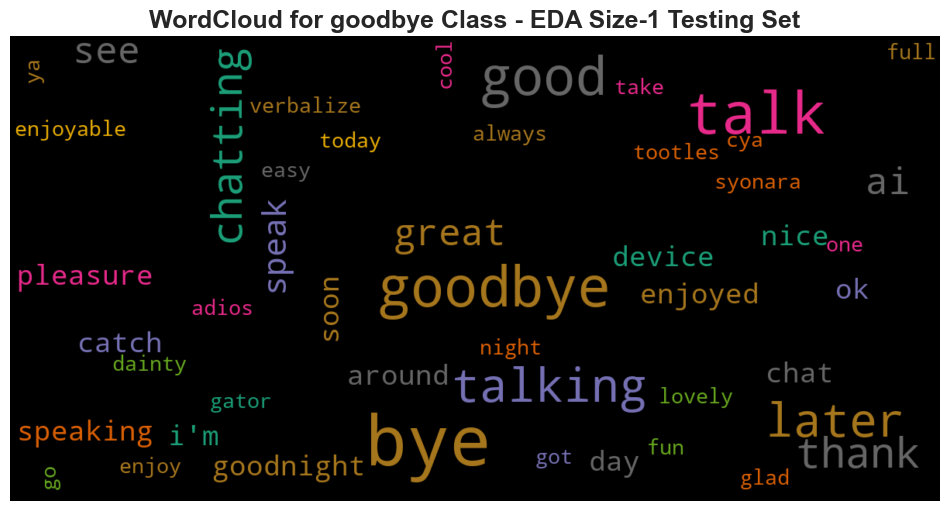 WordCloud for goodbye Class - EDA Size-1 Testing Set
see
ya
cool
full
good
take
talk
chatting
verbalize
enjoyable
today
always
cya
tootles
easy
syonara
ai
speak
great
nice
one
device
pleasure
goodbye
enjoyed
ok
adios
soon
catch
night
dainty
around
talking
chat
lovely
gator
later
speaking
i'm
bye
thank
fun
got
day
goodnight
enjoy
go
glad